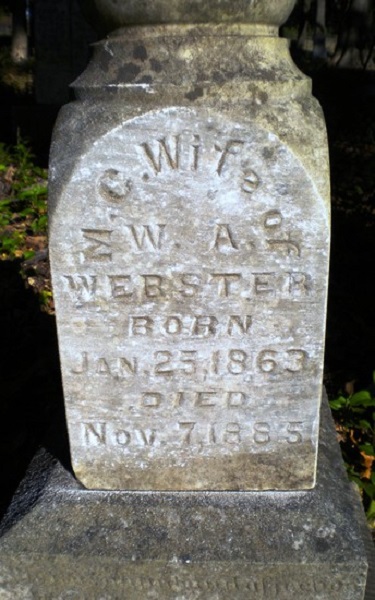 M. C. Wife of
W. A.
WEBSTER
BORN
JAN. 25, 1863
DIED
NOV. 7, 1885